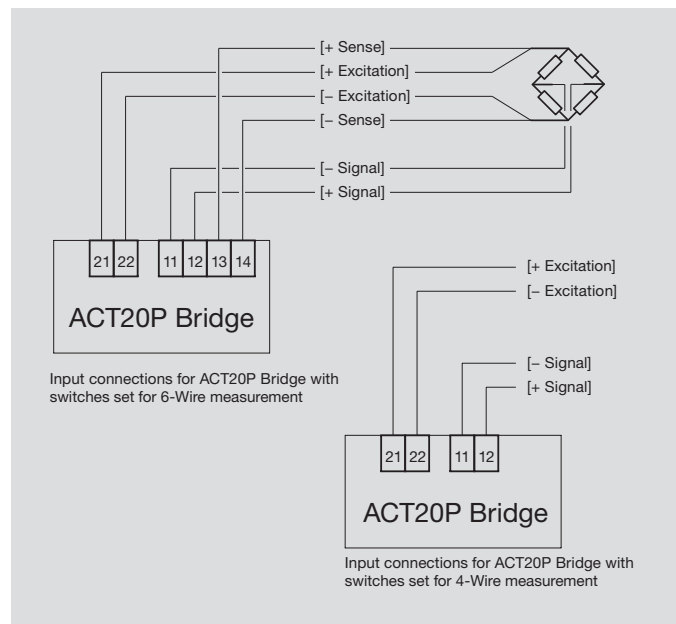 [+ Sense]
[+ Excitation]
[− Excitation]
[− Sense]
[− Signal]
[+ Signal]
21 22 11 12 13 14
ACT20P Bridge
Input connections for ACT20P Bridge with
switches set for 6-Wire measurement
[+ Excitation]
[− Excitation]
[− Signal]
[+ Signal]
21 22 11 12
ACT20P Bridge
Input connections for ACT20P Bridge with
switches set for 4-Wire measurement